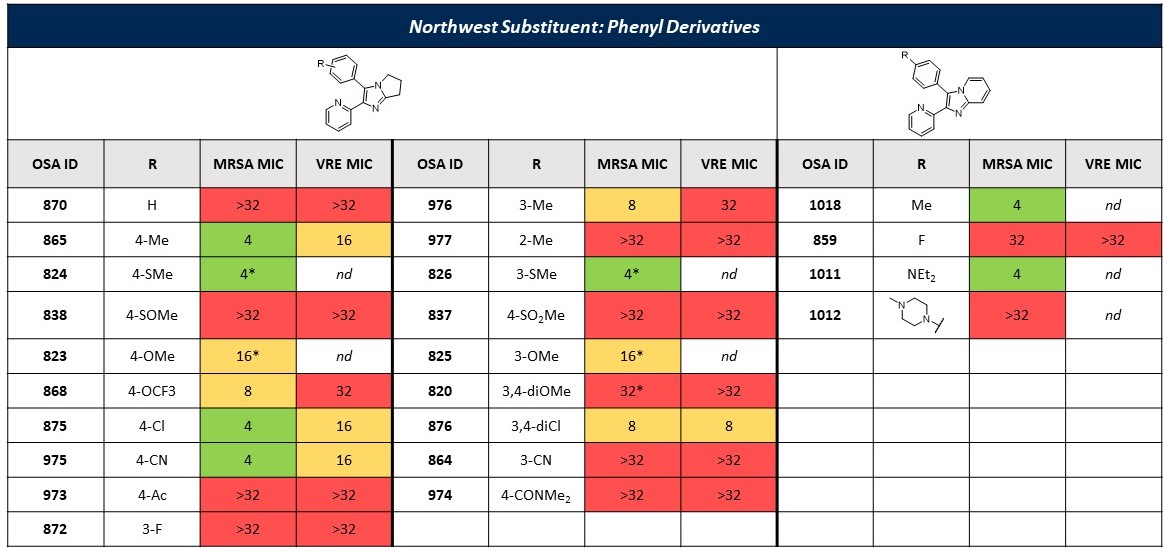 Northwest Substituent: Phenyl Derivatives
R N N N
R N N N
OSA ID R MRSA MIC VRE MIC OSA ID R MRSA MIC VRE MIC OSA ID R MRSA MIC VRE MIC
870 H >32 >32 976 3-Me 8 32 1018 Me 4 nd
865 4-Me 4 16 977 2-Me >32 >32 859 F 32 >32
824 4-SMe 4* nd 826 3-SMe 4* nd 1011 NEt₂ 4 nd
838 4-SOMe >32 >32 837 4-SO₂Me >32 >32 1012 N N >32 nd
823 4-OMe 16* nd 825 3-OMe 16* nd
868 4-OCF3 8 32 820 3,4-diOMe 32* >32
875 4-Cl 4 16 876 3,4-diCl 8 8
975 4-CN 4 16 864 3-CN >32 >32
973 4-Ac >32 >32 974 4-CONMe₂ >32 >32
872 3-F >32 >32